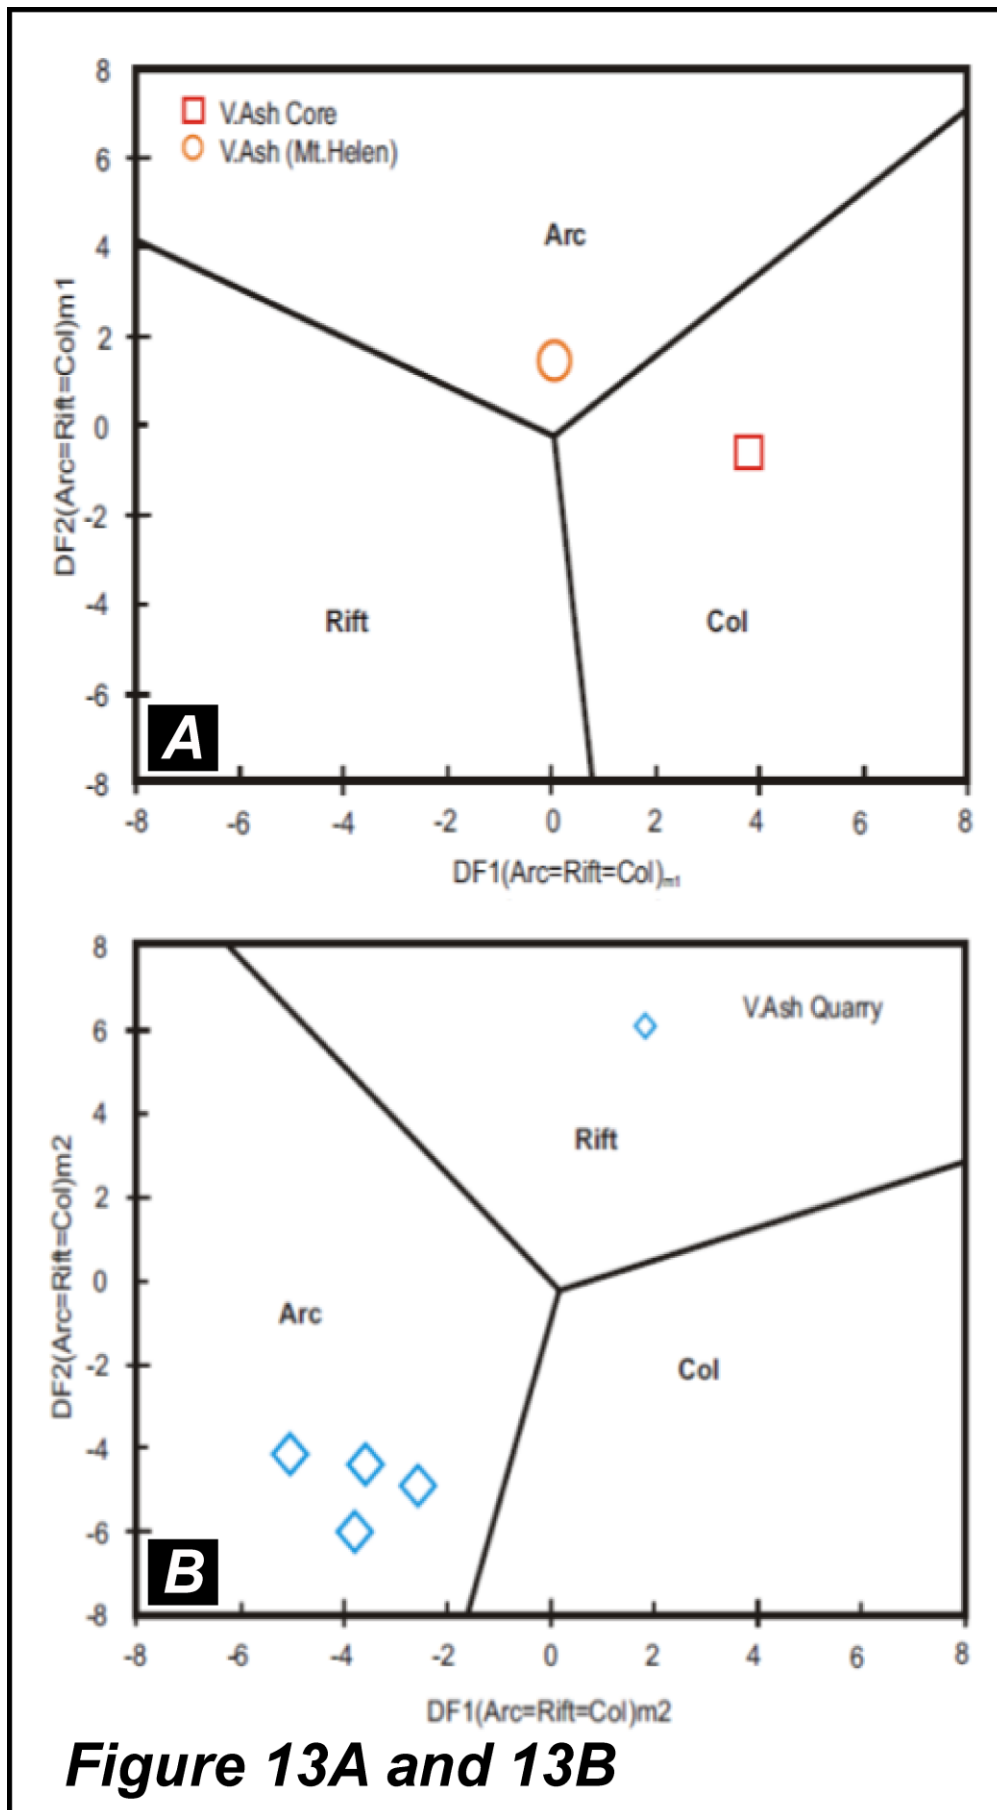 8
V.Ash Core
V.Ash (Mt.Helen)
6
Arc
4
2
DF2(Arc=Rift=Col)m1
0
-2
-4
Rift
Col
-6
A
-8
-8 -6 -4 -2 0 2 4 6 8
DF1(Arc=Rift=Col)m1
8
V.Ash Quarry
6
4
Rift
2
DF2(Arc=Rift=Col)m2
0
Arc
-2
Col
-4
-6
B
-8
-8 -6 -4 -2 0 2 4 6 8
DF1(Arc=Rift=Col)m2
Figure 13A and 13B